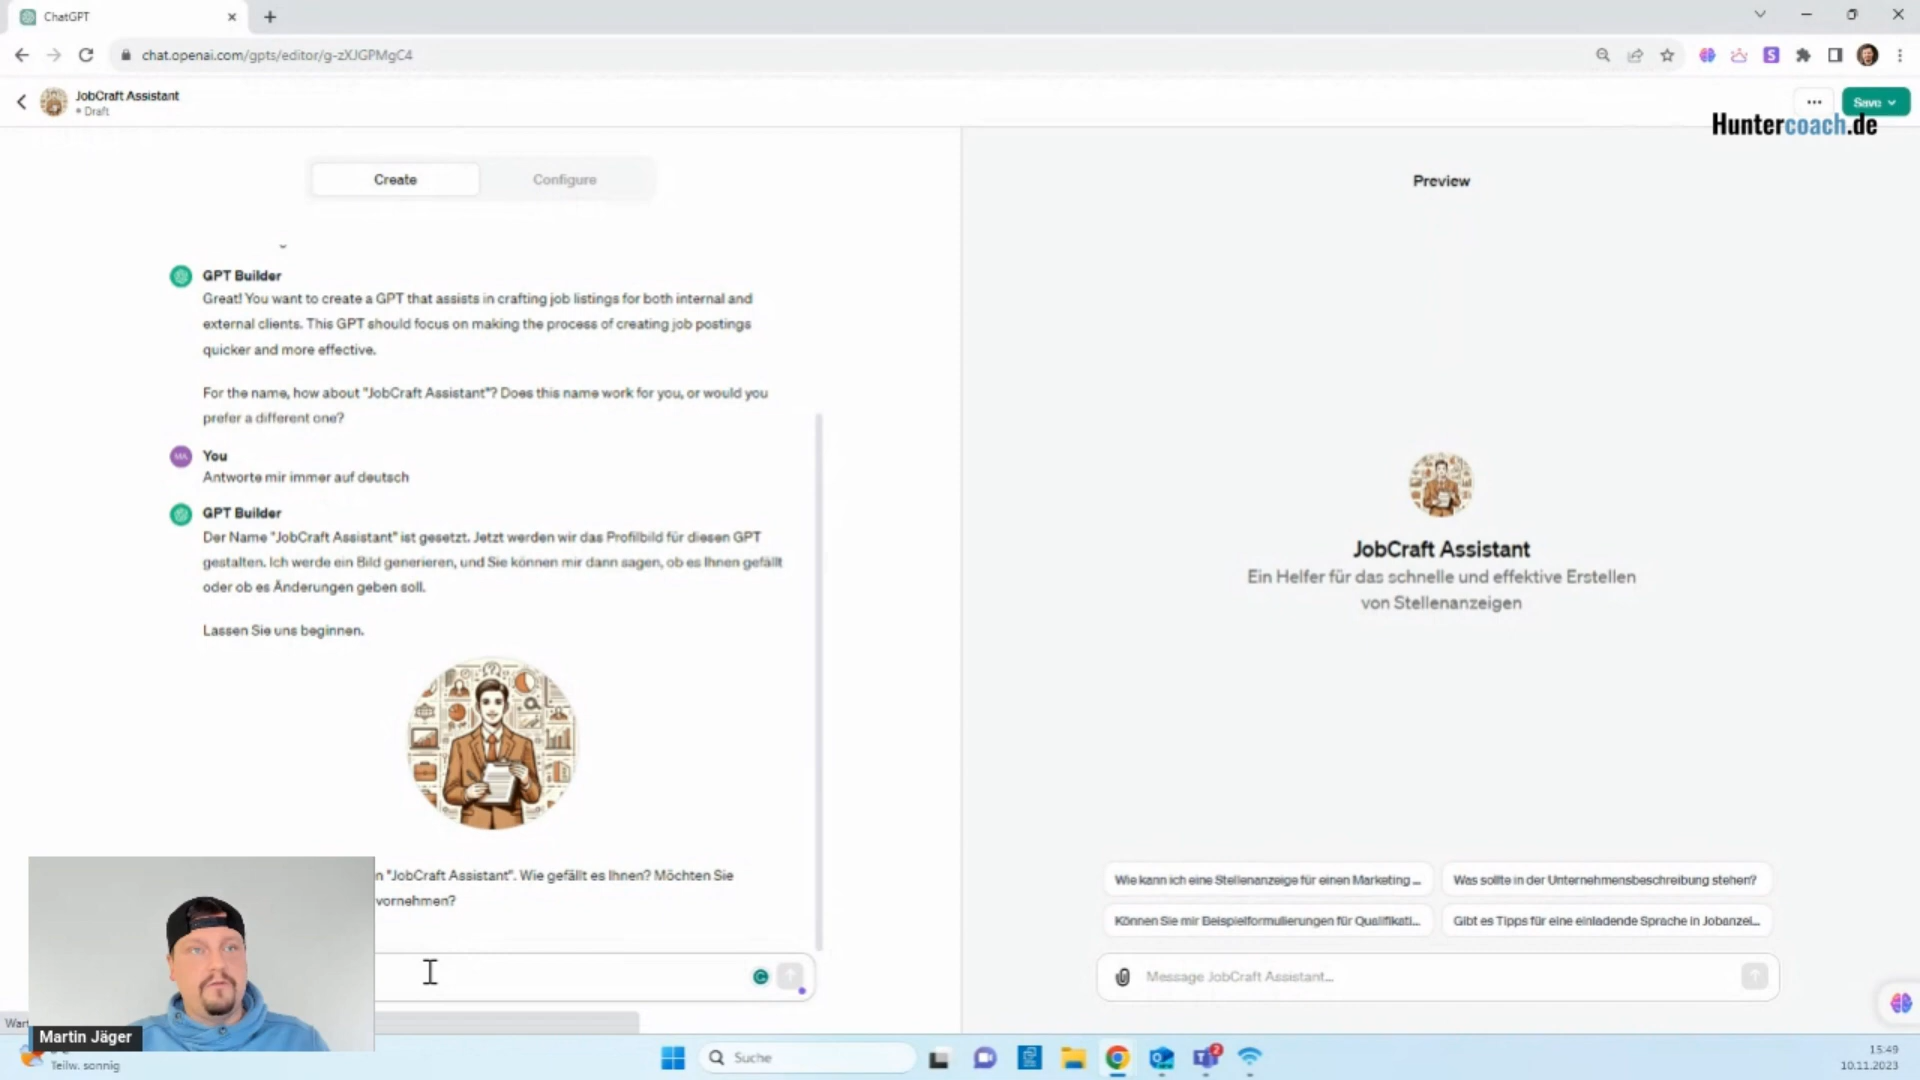 ChatGPT
chat.openai.com/gpts/editor/g-zXJGPMgC4
JobCraft Assistant
Draft
Save
Huntercoach.de
Create
Configure
Preview
GPT Builder
Great! You want to create a GPT that assists in crafting job listings for both internal and
external clients. This GPT should focus on making the process of creating job postings
quicker and more effective.
For the name, how about "JobCraft Assistant"? Does this name work for you, or would you
prefer a different one?
MA
You
Antworte mir immer auf deutsch
GPT Builder
Der Name "JobCraft Assistant" ist gesetzt. Jetzt werden wir das Profilbild für diesen GPT
gestalten. Ich werde ein Bild generieren, und Sie können mir dann sagen, ob es Ihnen gefällt
oder ob es Änderungen geben soll.
Lassen Sie uns beginnen.
n "JobCraft Assistant". Wie gefällt es Ihnen? Möchten Sie
vornehmen?
JobCraft Assistant
Ein Helfer für das schnelle und effektive Erstellen
von Stellenanzeigen
Wie kann ich eine Stellenanzeige für einen Marketing ...
Was sollte in der Unternehmensbeschreibung stehen?
Können Sie mir Beispielformulierungen für Qualifikati...
Gibt es Tipps für eine einladende Sprache in Jobanzei...
Message JobCraft Assistant...
Wart
Martin Jäger
Teilw. sonnig
Suche
2
15:49
10.11.2023